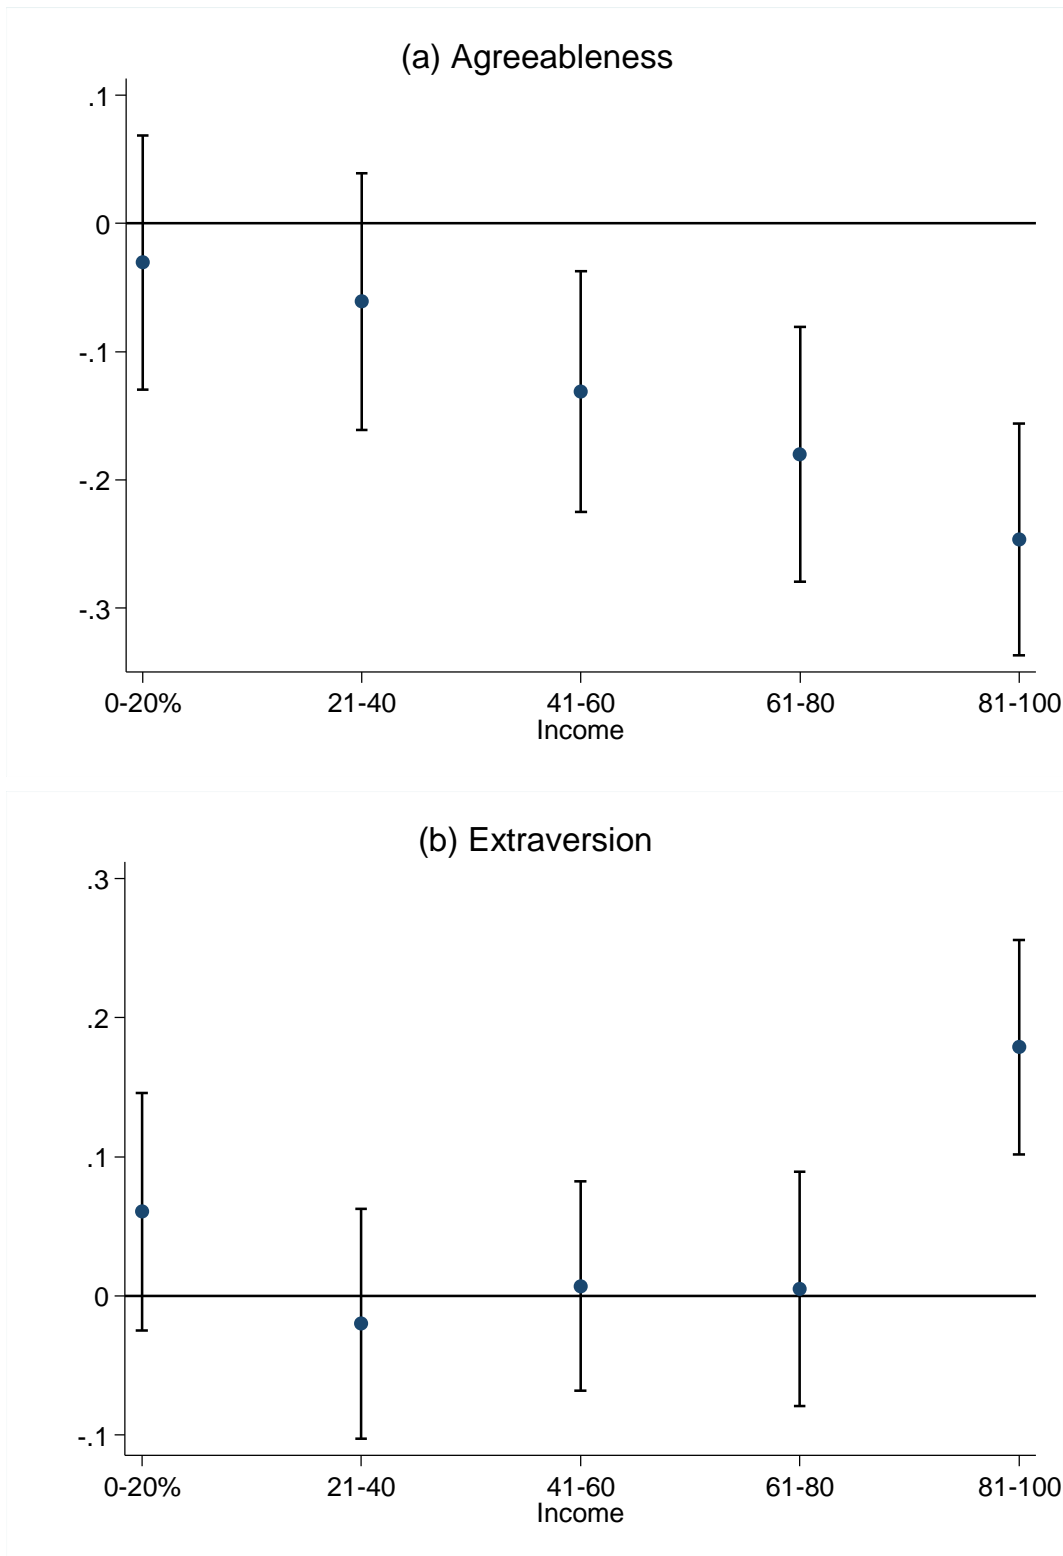 (a) Agreeableness
.1
0
-.1
-.2
-.3
0-20% 21-40 41-60 61-80 81-100
Income
(b) Extraversion
.3
.2
.1
0
-.1
0-20% 21-40 41-60 61-80 81-100
Income